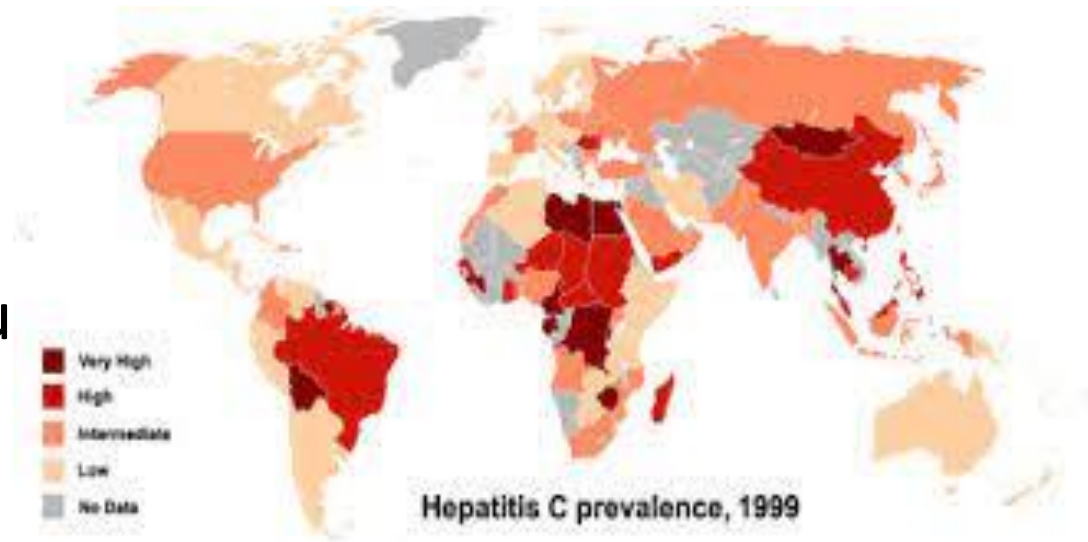 Very High
High
Intermediate
Low
No Data
Hepatitis C prevalence, 1999